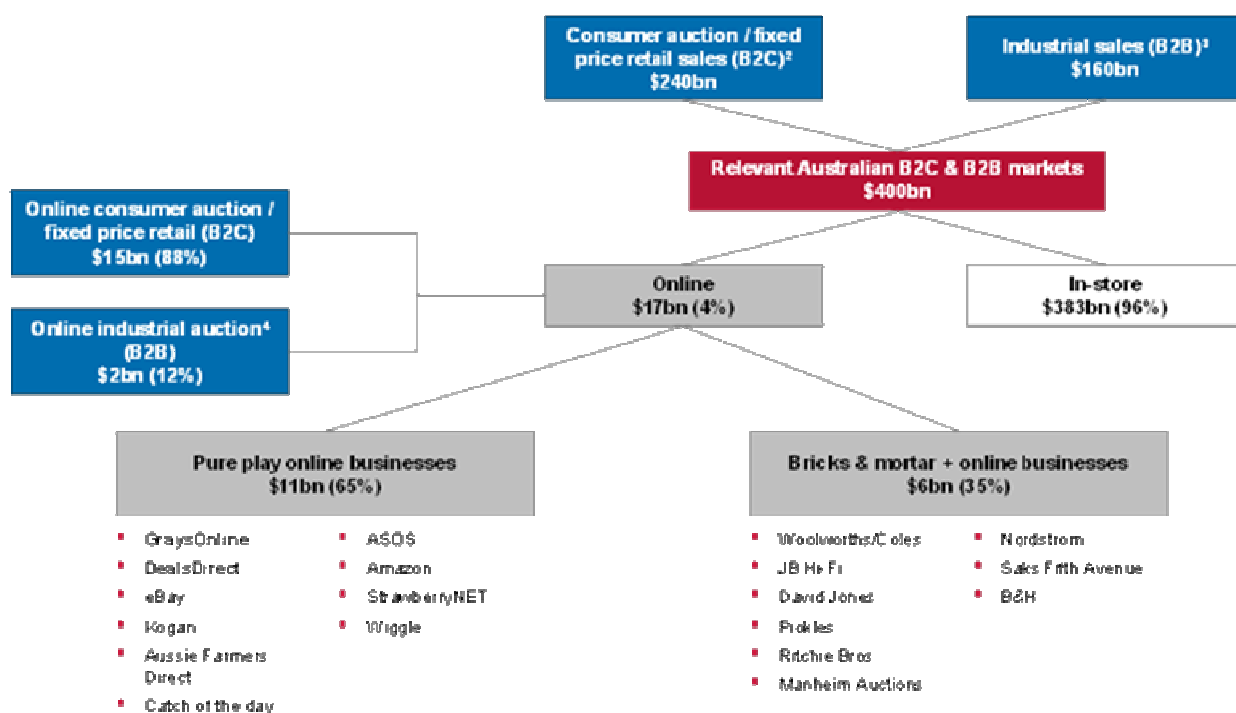 Consumer auction / fixed
price retail sales (B2C)²
$240bn
Industrial sales (B2B)³
$160bn
Relevant Australian B2C & B2B markets
$400bn
Online consumer auction /
fixed price retail (B2C)
$15bn (88%)
Online
$17bn (4%)
In-store
$383bn (96%)
Online industrial auction⁴
(B2B)
$2bn (12%)
Pure play online businesses
$11bn (65%)
GraysOnline
DealsDirect
eBay
Kogan
Aussie Farmers
Direct
Catch of the day
ASOS
Amazon
StrawberryNET
Wiggle
Bricks & mortar + online businesses
$6bn (35%)
Woolworths/Coles
JB Hi Fi
David Jones
Pickles
Ritchie Bros
Manheim Auctions
Nordstrom
Saks Fifth Avenue
B&H